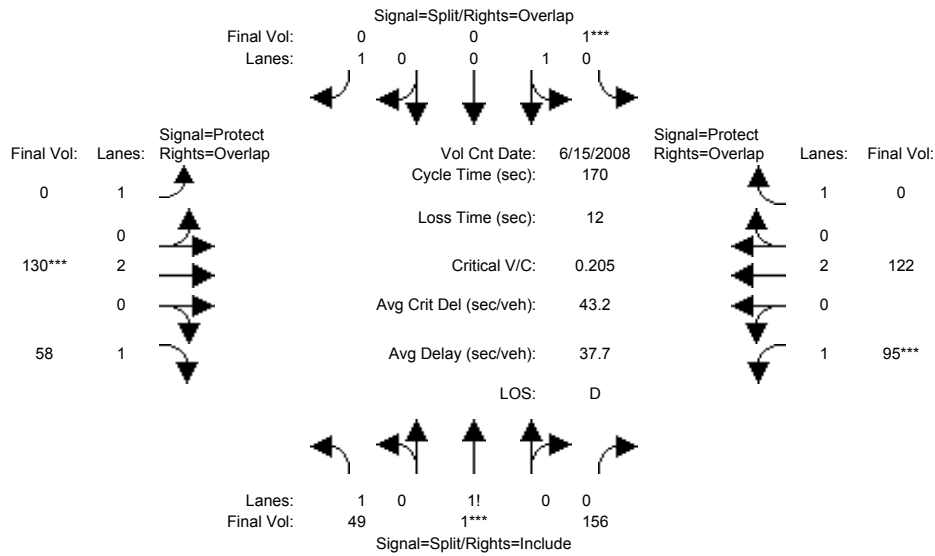 Signal=Split/Rights=Overlap
Final Vol: 0 0 1***
Lanes: 1 0 0 1 0
Signal=Protect Signal=Protect
Final Vol: Lanes: Rights=Overlap Vol Cnt Date: 6/15/2008 Rights=Overlap Lanes: Final Vol:
Cycle Time (sec): 170
0 1 1 0
Loss Time (sec): 12
0 0
130*** 2 Critical V/C: 0.205 2 122
0 Avg Crit Del (sec/veh): 43.2 0
58 1 Avg Delay (sec/veh): 37.7 1 95***
LOS: D
Lanes: 1 0 1! 0 0
Final Vol: 49 1*** 156
Signal=Split/Rights=Include